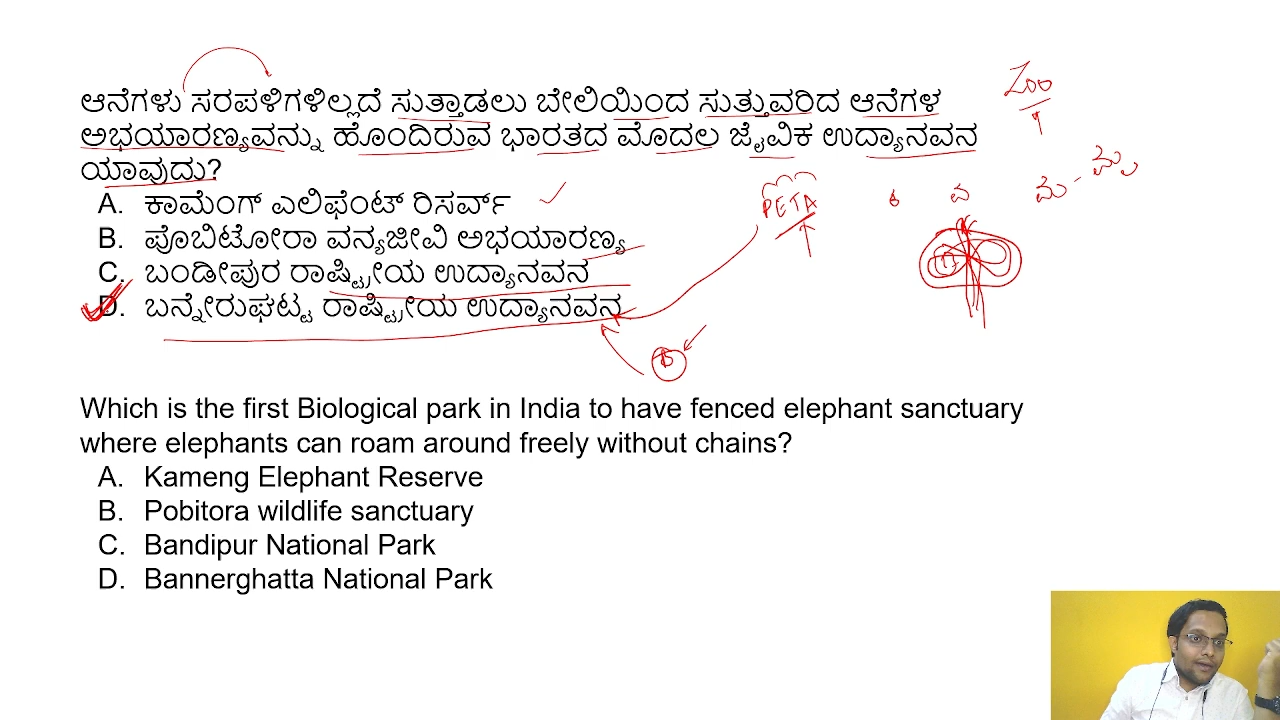 ಆನೆಗಳು ಸರಪಳಿಗಳಿಲ್ಲದೆ ಸುತ್ತಾಡಲು ಬೇಲಿಯಿಂದ ಸುತ್ತುವರಿದ ಆನೆಗಳ
ಅಭಯಾರಣ್ಯವನ್ನು ಹೊಂದಿರುವ ಭಾರತದ ಮೊದಲ ಜೈವಿಕ ಉದ್ಯಾನವನ
ಯಾವುದು?
A. ಕಾಮೆಂಗ್ ಎಲಿಫೆಂಟ್ ರಿಸರ್ವ್
B. ಪೊಬಿಟೋರಾ ವನ್ಯಜೀವಿ ಅಭಯಾರಣ್ಯ
C. ಬಂಡೀಪುರ ರಾಷ್ಟ್ರೀಯ ಉದ್ಯಾನವನ
D. ಬನ್ನೇರುಘಟ್ಟ ರಾಷ್ಟ್ರೀಯ ಉದ್ಯಾನವನ
Zoo
PETA
Which is the first Biological park in India to have fenced elephant sanctuary
where elephants can roam around freely without chains?
A. Kameng Elephant Reserve
B. Pobitora wildlife sanctuary
C. Bandipur National Park
D. Bannerghatta National Park